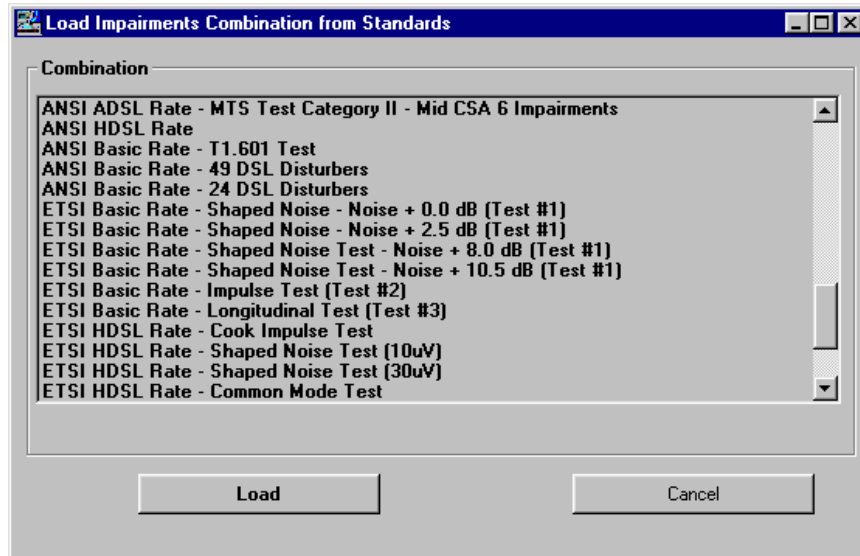 Load Impairments Combination from Standards
Combination
ANSI ADSL Rate - MTS Test Category II - Mid CSA 6 Impairments
ANSI HDSL Rate
ANSI Basic Rate - T1.601 Test
ANSI Basic Rate - 49 DSL Disturbers
ANSI Basic Rate - 24 DSL Disturbers
ETSI Basic Rate - Shaped Noise - Noise + 0.0 dB (Test #1)
ETSI Basic Rate - Shaped Noise - Noise + 2.5 dB (Test #1)
ETSI Basic Rate - Shaped Noise Test - Noise + 8.0 dB (Test #1)
ETSI Basic Rate - Shaped Noise Test - Noise + 10.5 dB (Test #1)
ETSI Basic Rate - Impulse Test (Test #2)
ETSI Basic Rate - Longitudinal Test (Test #3)
ETSI HDSL Rate - Cook Impulse Test
ETSI HDSL Rate - Shaped Noise Test (10uV)
ETSI HDSL Rate - Shaped Noise Test (30uV)
ETSI HDSL Rate - Common Mode Test
Load
Cancel